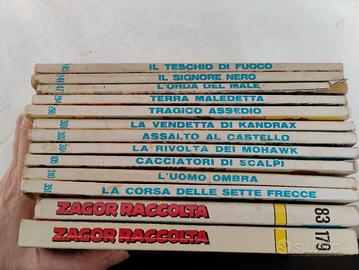 IL TESCHIO DI FUOCO
IL SIGNORE NERO
L'ORDA DEL MALE
TERRA MALEDETTA
TRAGICO ASSEDIO
LA VENDETTA DI KANDRAX
ASSALTO AL CASTELLO
LA RIVOLTA DEI MOHAWK
CACCIATORI DI SCALPI
310 L'UOMO OMBRA
LA CORSA DELLE SETTE FRECCE
ZAGOR RACCOLTA 83
ZAGOR RACCOLTA 179